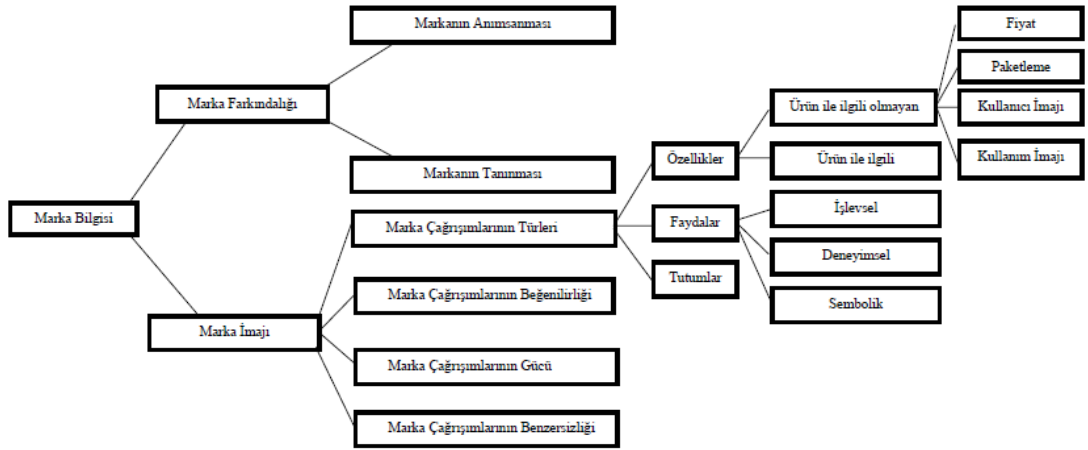 Markanın Anımsanması
Fiyat
Paketleme
Marka Farkındalığı
Ürün ile ilgili olmayan
Kullanıcı İmajı
Özellikler
Ürün ile ilgili
Kullanım İmajı
Markanın Tanınması
Marka Bilgisi
Marka Çağrışımlarının Türleri
Faydalar
İşlevsel
Deneyimsel
Tutumlar
Marka Çağrışımlarının Beğenilirliği
Sembolik
Marka İmajı
Marka Çağrışımlarının Gücü
Marka Çağrışımlarının Benzersizliği